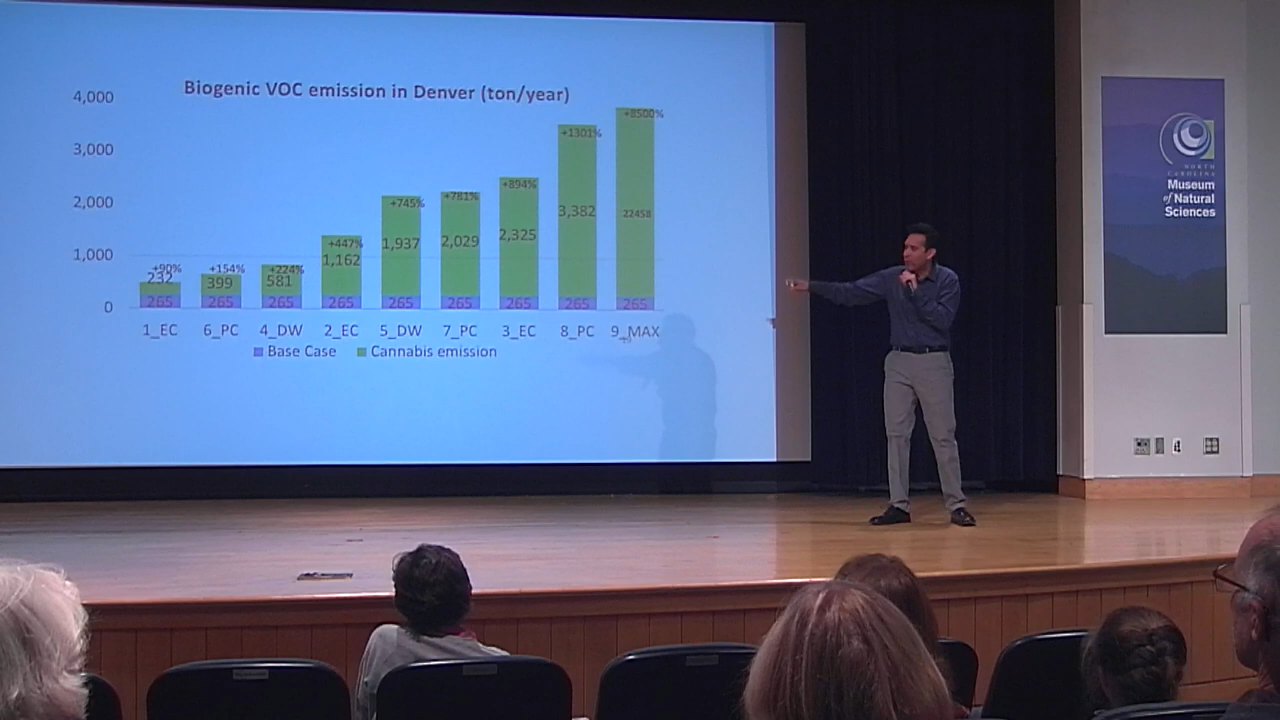 Biogenic VOC emission in Denver (ton/year)
4,000
3,000
2,000
1,000
0
+90%
+154%
+224%
+447%
+745%
+781%
+894%
+1301%
+8500%
232
399
581
1,162
1,937
2,029
2,325
3,382
22458
265 265 265 265 265 265 265 265 265
1_EC 6_PC 4_DW 2_EC 5_DW 7_PC 3_EC 8_PC 9_MAX
Base Case Cannabis emission
NORTH
CAROLINA
Museum
of Natural
Sciences